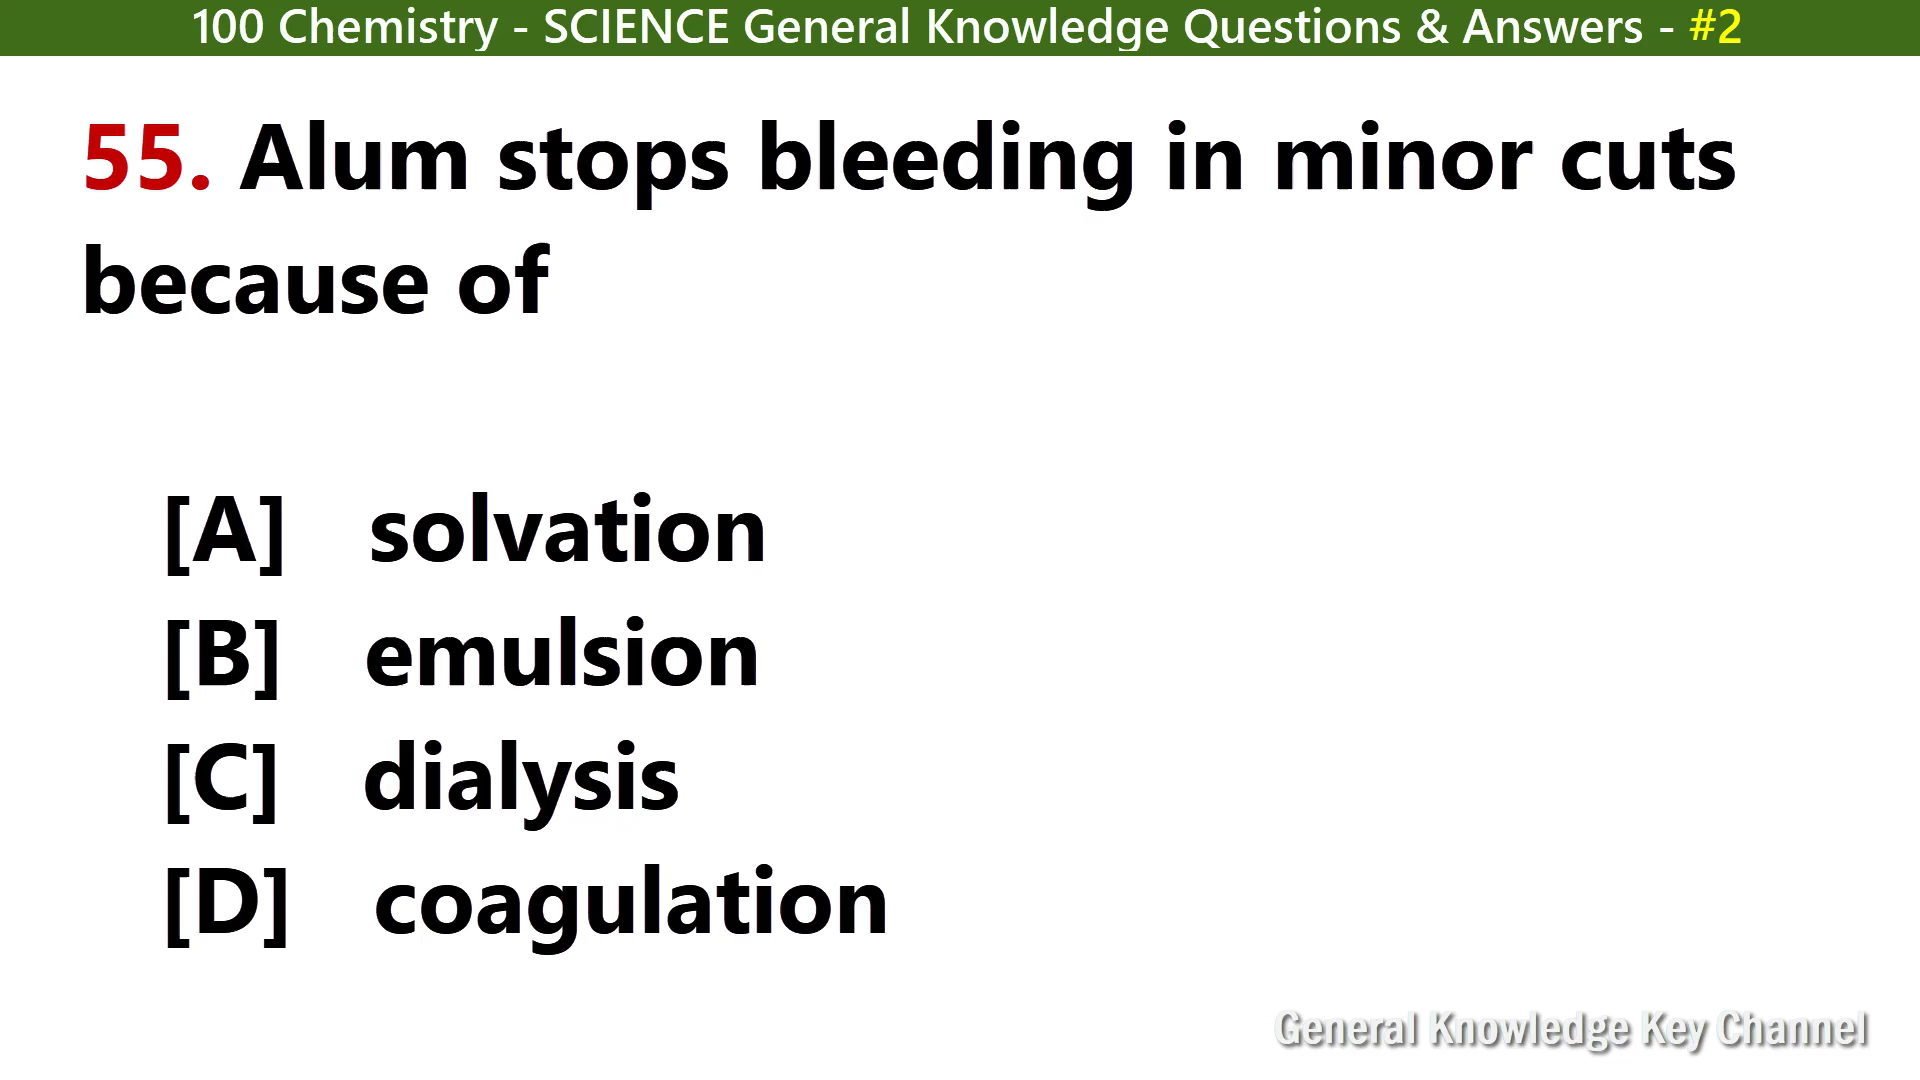 100 Chemistry - SCIENCE General Knowledge Questions & Answers - #2
55. Alum stops bleeding in minor cuts
because of
[A] solvation
[B] emulsion
[C] dialysis
[D] coagulation
General Knowledge Key Channel